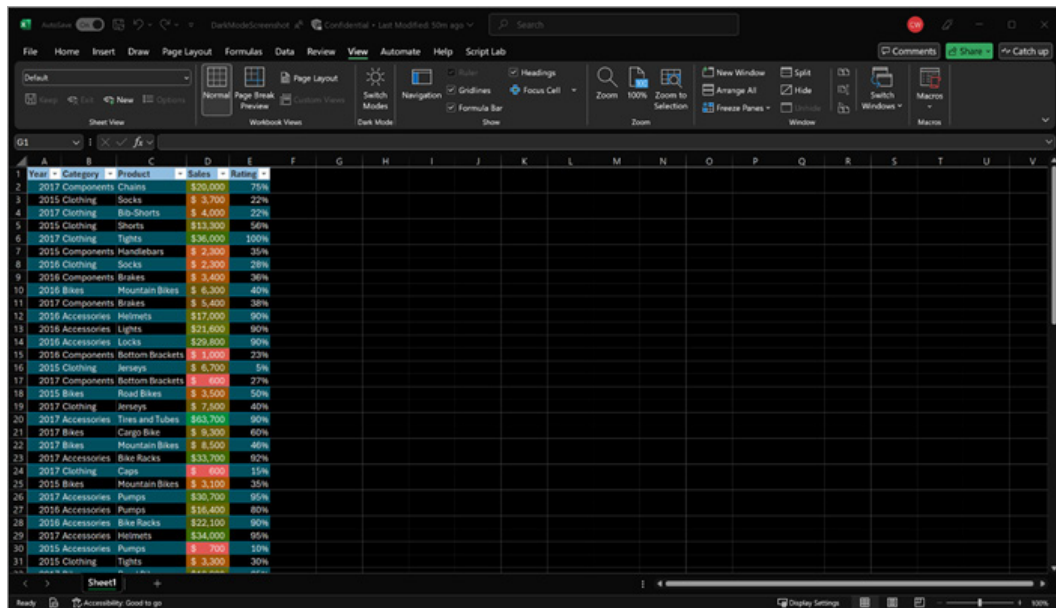 AutoSave On DarkModeScreenshot Confidential • Last Modified: 50m ago Search CW
File Home Insert Draw Page Layout Formulas Data Review View Automate Help Script Lab Comments Share Catch up
Default
Keep Exit New Options
Sheet View
Normal Page Break Preview Page Layout Custom Views
Workbook Views
Switch Modes
Dark Mode
Navigation Ruler Gridlines Formula Bar Headings Focus Cell
Show
Zoom 100% Zoom to Selection
Zoom
New Window Arrange All Freeze Panes Split Hide Unhide Switch Windows
Window
Macros
Macros
G1 fx
A B C D E F G H I J K L M N O P Q R S T U V
1 Year Category Product Sales Rating
2 2017 Components Chains $20,000 75%
3 2015 Clothing Socks $ 3,700 22%
4 2017 Clothing Bib-Shorts $ 4,000 22%
5 2015 Clothing Shorts $13,300 56%
6 2017 Clothing Tights $36,000 100%
7 2015 Components Handlebars $ 2,300 35%
8 2016 Clothing Socks $ 2,300 28%
9 2016 Components Brakes $ 3,400 36%
10 2016 Bikes Mountain Bikes $ 6,300 40%
11 2017 Components Brakes $ 5,400 38%
12 2016 Accessories Helmets $17,000 90%
13 2016 Accessories Lights $21,600 90%
14 2016 Accessories Locks $29,800 90%
15 2016 Components Bottom Brackets $ 1,000 23%
16 2015 Clothing Jerseys $ 6,700 5%
17 2017 Components Bottom Brackets $ 600 27%
18 2015 Bikes Road Bikes $ 3,500 50%
19 2017 Clothing Jerseys $ 7,500 40%
20 2017 Accessories Tires and Tubes $63,700 90%
21 2017 Bikes Cargo Bike $ 9,300 60%
22 2017 Bikes Mountain Bikes $ 8,500 46%
23 2017 Accessories Bike Racks $33,700 92%
24 2017 Clothing Caps $ 600 15%
25 2015 Bikes Mountain Bikes $ 3,100 35%
26 2017 Accessories Pumps $30,700 95%
27 2016 Accessories Pumps $16,400 80%
28 2016 Accessories Bike Racks $22,100 90%
29 2017 Accessories Helmets $34,000 95%
30 2015 Accessories Pumps $ 700 10%
31 2015 Clothing Tights $ 3,300 30%
Sheet1
Ready Accessibility: Good to go Display Settings 100%